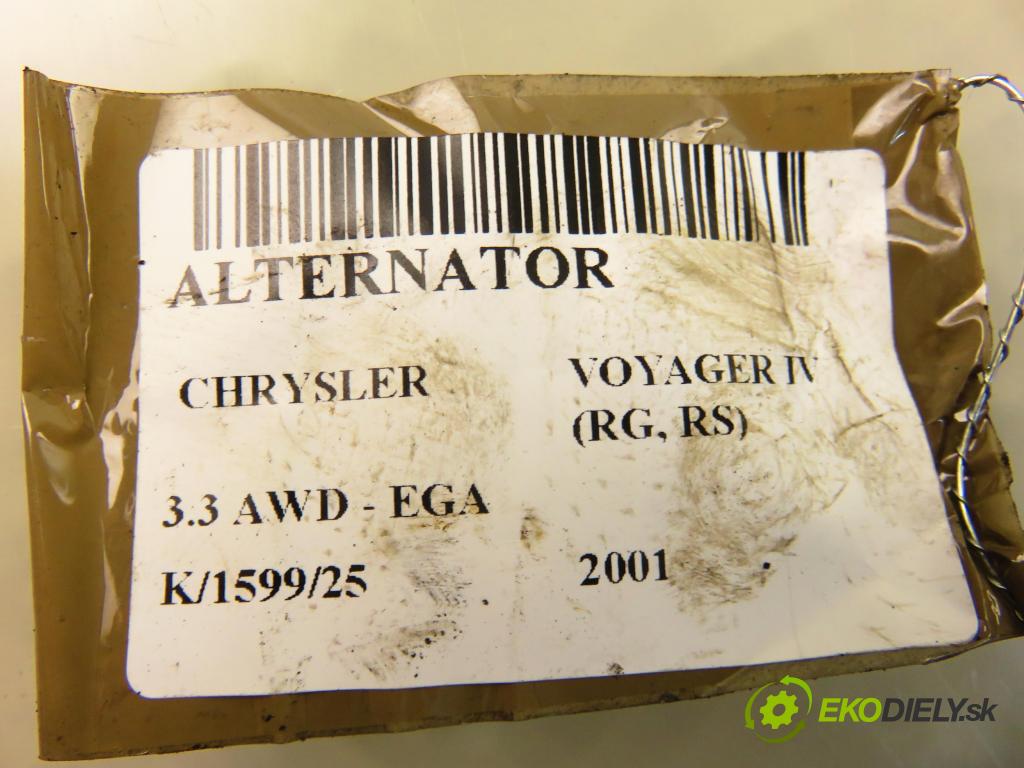 ALTERNATOR
CHRYSLER VOYAGER IV
(RG, RS)
3.3 AWD - EGA
K/1599/25 2001
EKODIELY.sk